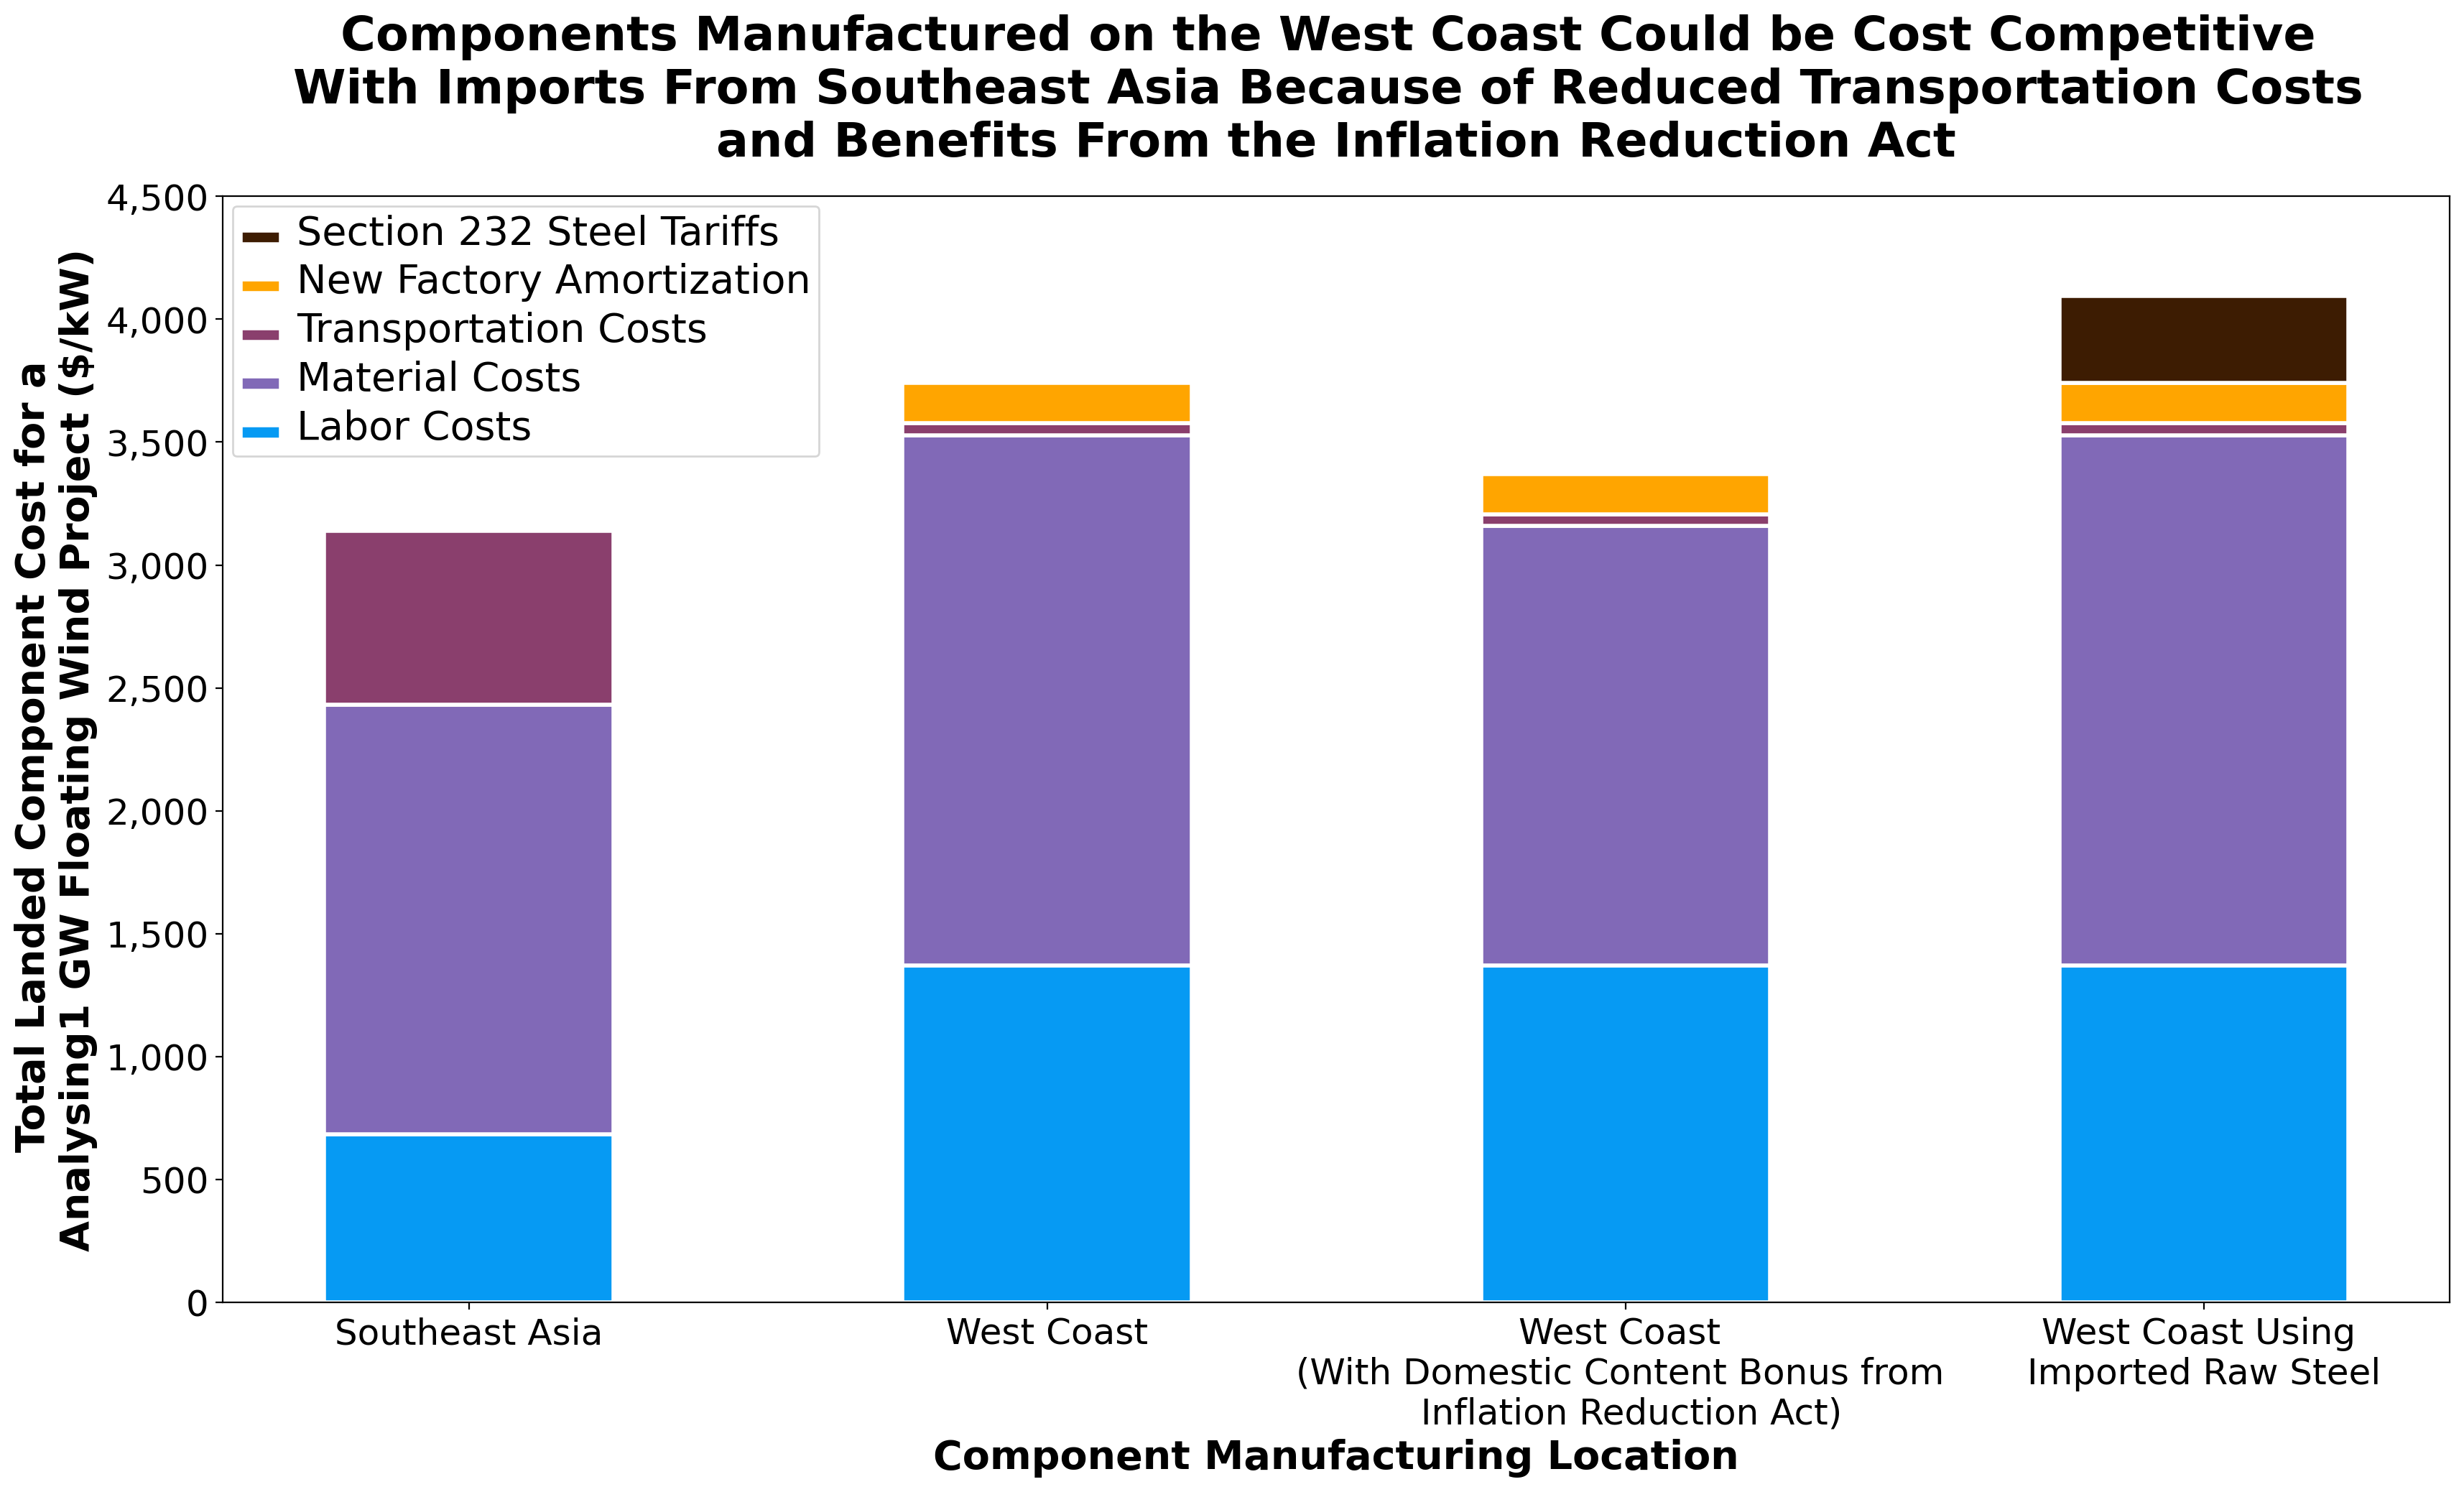 Components Manufactured on the West Coast Could be Cost Competitive
With Imports From Southeast Asia Because of Reduced Transportation Costs
and Benefits From the Inflation Reduction Act
Total Landed Component Cost for a
Analysing1 GW Floating Wind Project ($/kW)
4,500
4,000
3,500
3,000
2,500
2,000
1,500
1,000
500
0
Section 232 Steel Tariffs
New Factory Amortization
Transportation Costs
Material Costs
Labor Costs
Southeast Asia
West Coast
West Coast
(With Domestic Content Bonus from
Inflation Reduction Act)
West Coast Using
Imported Raw Steel
Component Manufacturing Location